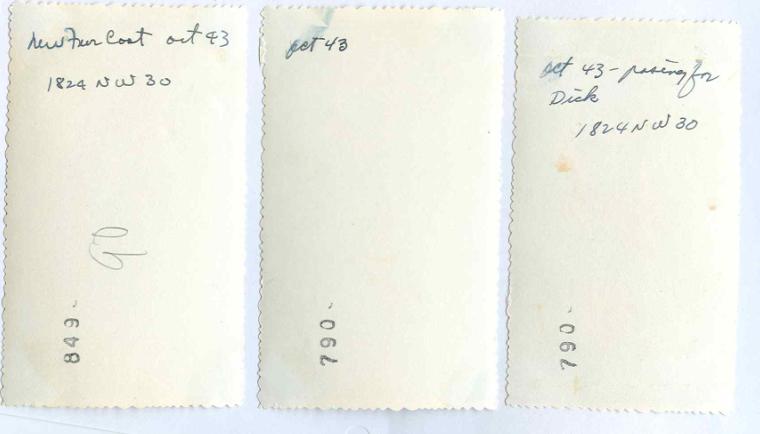 New Fur Coat oct 43
1824 NW 30
849-
oct 43
790-
oct 43 - posing for
Dick
1824 NW 30
790-